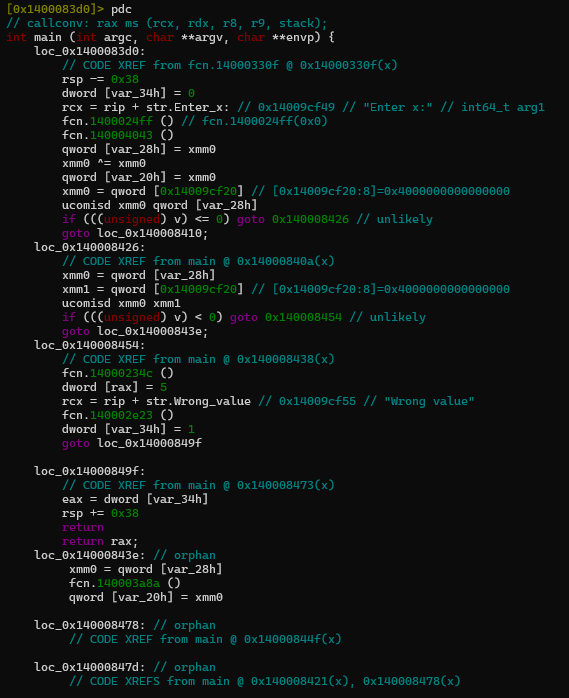 [0x1400083d0]> pdc
// callconv: rax ms (rcx, rdx, r8, r9, stack);
int main (int argc, char **argv, char **envp) {
loc_0x1400083d0:
// CODE XREF from fcn.14000330f @ 0x14000330f(x)
rsp -= 0x38
dword [var_34h] = 0
rcx = rip + str.Enter_x: // 0x14009cf49 // "Enter x:" // int64_t arg1
fcn.1400024ff () // fcn.1400024ff(0x0)
fcn.140004043 ()
qword [var_28h] = xmm0
xmm0 ^= xmm0
qword [var_20h] = xmm0
xmm0 = qword [0x14009cf20] // [0x14009cf20:8]=0x4000000000000000
ucomisd xmm0 qword [var_28h]
if (((unsigned) v) <= 0) goto 0x140008426 // unlikely
goto loc_0x140008410;
loc_0x140008426:
// CODE XREF from main @ 0x14000840a(x)
xmm0 = qword [var_28h]
xmm1 = qword [0x14009cf20] // [0x14009cf20:8]=0x4000000000000000
ucomisd xmm0 xmm1
if (((unsigned) v) < 0) goto 0x140008454 // unlikely
goto loc_0x14000843e;
loc_0x140008454:
// CODE XREF from main @ 0x140008438(x)
fcn.14000234c ()
dword [rax] = 5
rcx = rip + str.Wrong_value // 0x14009cf55 // "Wrong value"
fcn.140002e23 ()
dword [var_34h] = 1
goto loc_0x14000849f
loc_0x14000849f:
// CODE XREF from main @ 0x140008473(x)
eax = dword [var_34h]
rsp += 0x38
return
return rax;
loc_0x14000843e: // orphan
xmm0 = qword [var_28h]
fcn.140003a8a ()
qword [var_20h] = xmm0
loc_0x140008478: // orphan
// CODE XREF from main @ 0x14000844f(x)
loc_0x14000847d: // orphan
// CODE XREFS from main @ 0x140008421(x), 0x140008478(x)